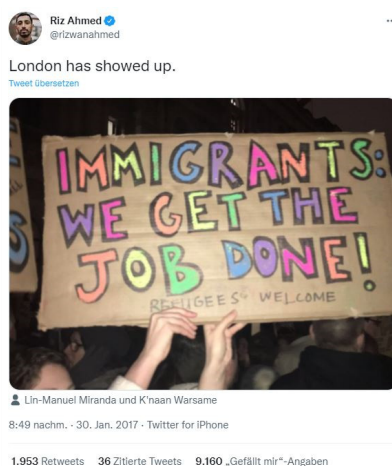 Riz Ahmed
@rizwanahmed
London has showed up.
Tweet übersetzen
IMMIGRANTS:
WE GET THE
JOB DONE!
REFUGEES WELCOME
Lin-Manuel Miranda und K'naan Warsame
8:49 nachm. · 30. Jan. 2017 · Twitter for iPhone
1.953 Retweets 36 Zitierte Tweets 9.160 „Gefällt mir“-Angaben